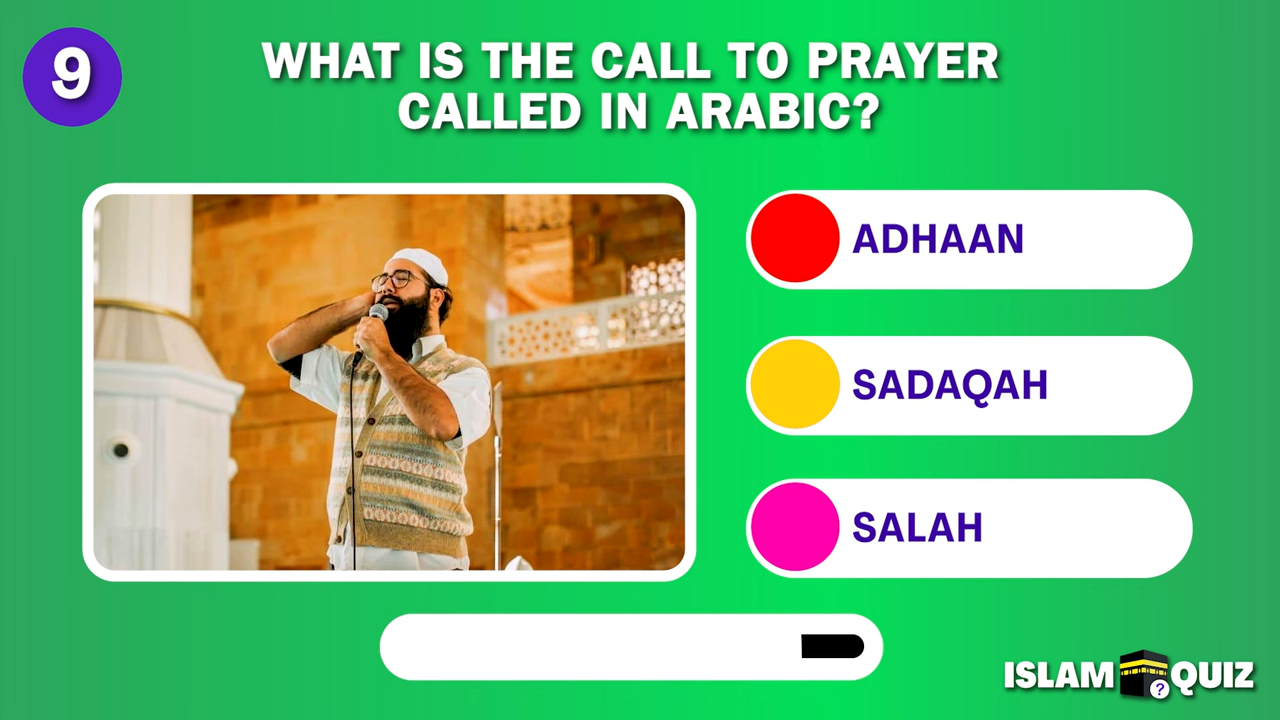 9
WHAT IS THE CALL TO PRAYER
CALLED IN ARABIC?
ADHAAN
SADAQAH
SALAH
ISLAM ? QUIZ